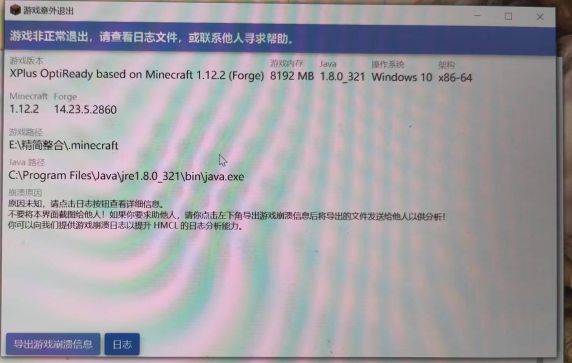 游戏意外退出
游戏非正常退出，请查看日志文件，或联系他人寻求帮助。
游戏版本 游戏内存 Java 操作系统 架构
XPlus OptiReady based on Minecraft 1.12.2 (Forge) 8192 MB 1.8.0_321 Windows 10 x86-64
Minecraft Forge
1.12.2 14.23.5.2860
游戏路径
E:\精简整合\.minecraft
Java 路径
C:\Program Files\Java\jre1.8.0_321\bin\java.exe
崩溃原因
原因未知，请点击日志按钮查看详细信息。
不要将本界面截图给他人！如果你要求助他人，请你点击左下角导出游戏崩溃信息后将导出的文件发送给他人以供分析！
你可以向我们提供游戏崩溃日志以提升 HMCL 的日志分析能力。
导出游戏崩溃信息 日志